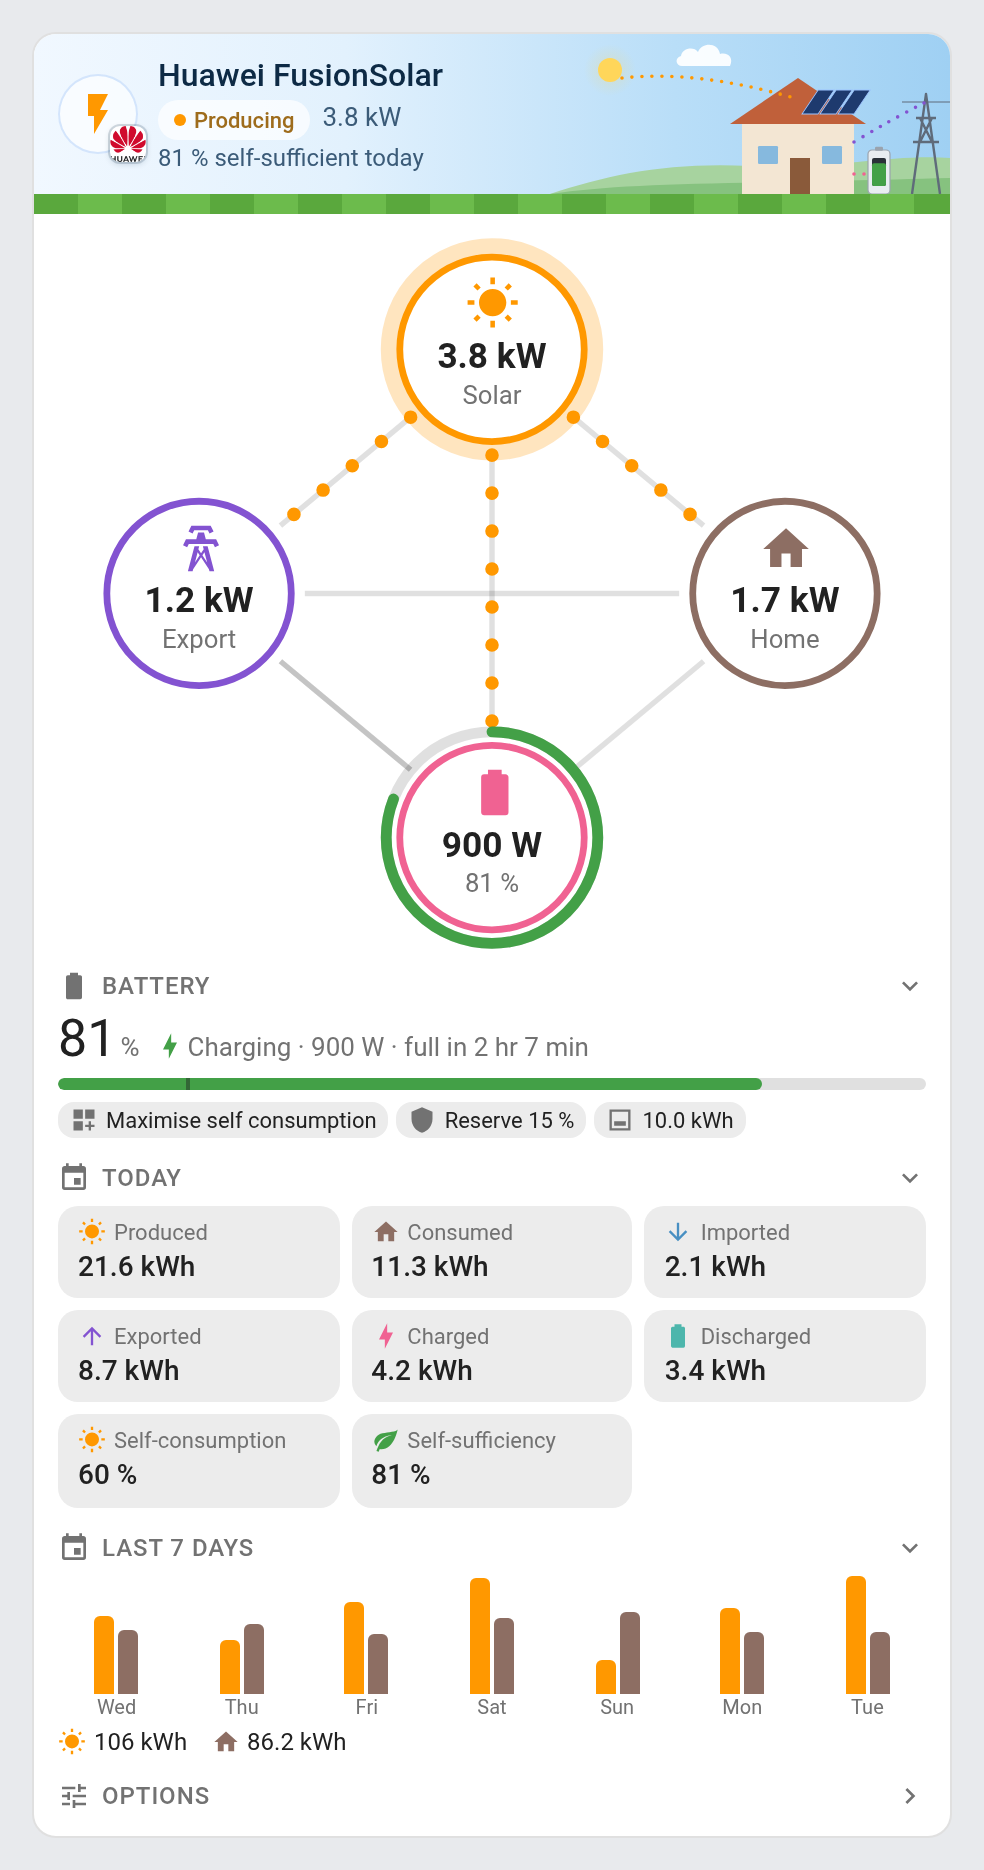 Huawei FusionSolar
Producing 3.8 kW
HUAWEI
81 % self-sufficient today
3.8 kW
Solar
1.2 kW
Export
1.7 kW
Home
900 W
81 %
BATTERY
81 % Charging · 900 W · full in 2 hr 7 min
Maximise self consumption Reserve 15 % 10.0 kWh
TODAY
Produced Consumed Imported
21.6 kWh 11.3 kWh 2.1 kWh
Exported Charged Discharged
8.7 kWh 4.2 kWh 3.4 kWh
Self-consumption Self-sufficiency
60 % 81 %
LAST 7 DAYS
Wed Thu Fri Sat Sun Mon Tue
106 kWh 86.2 kWh
OPTIONS